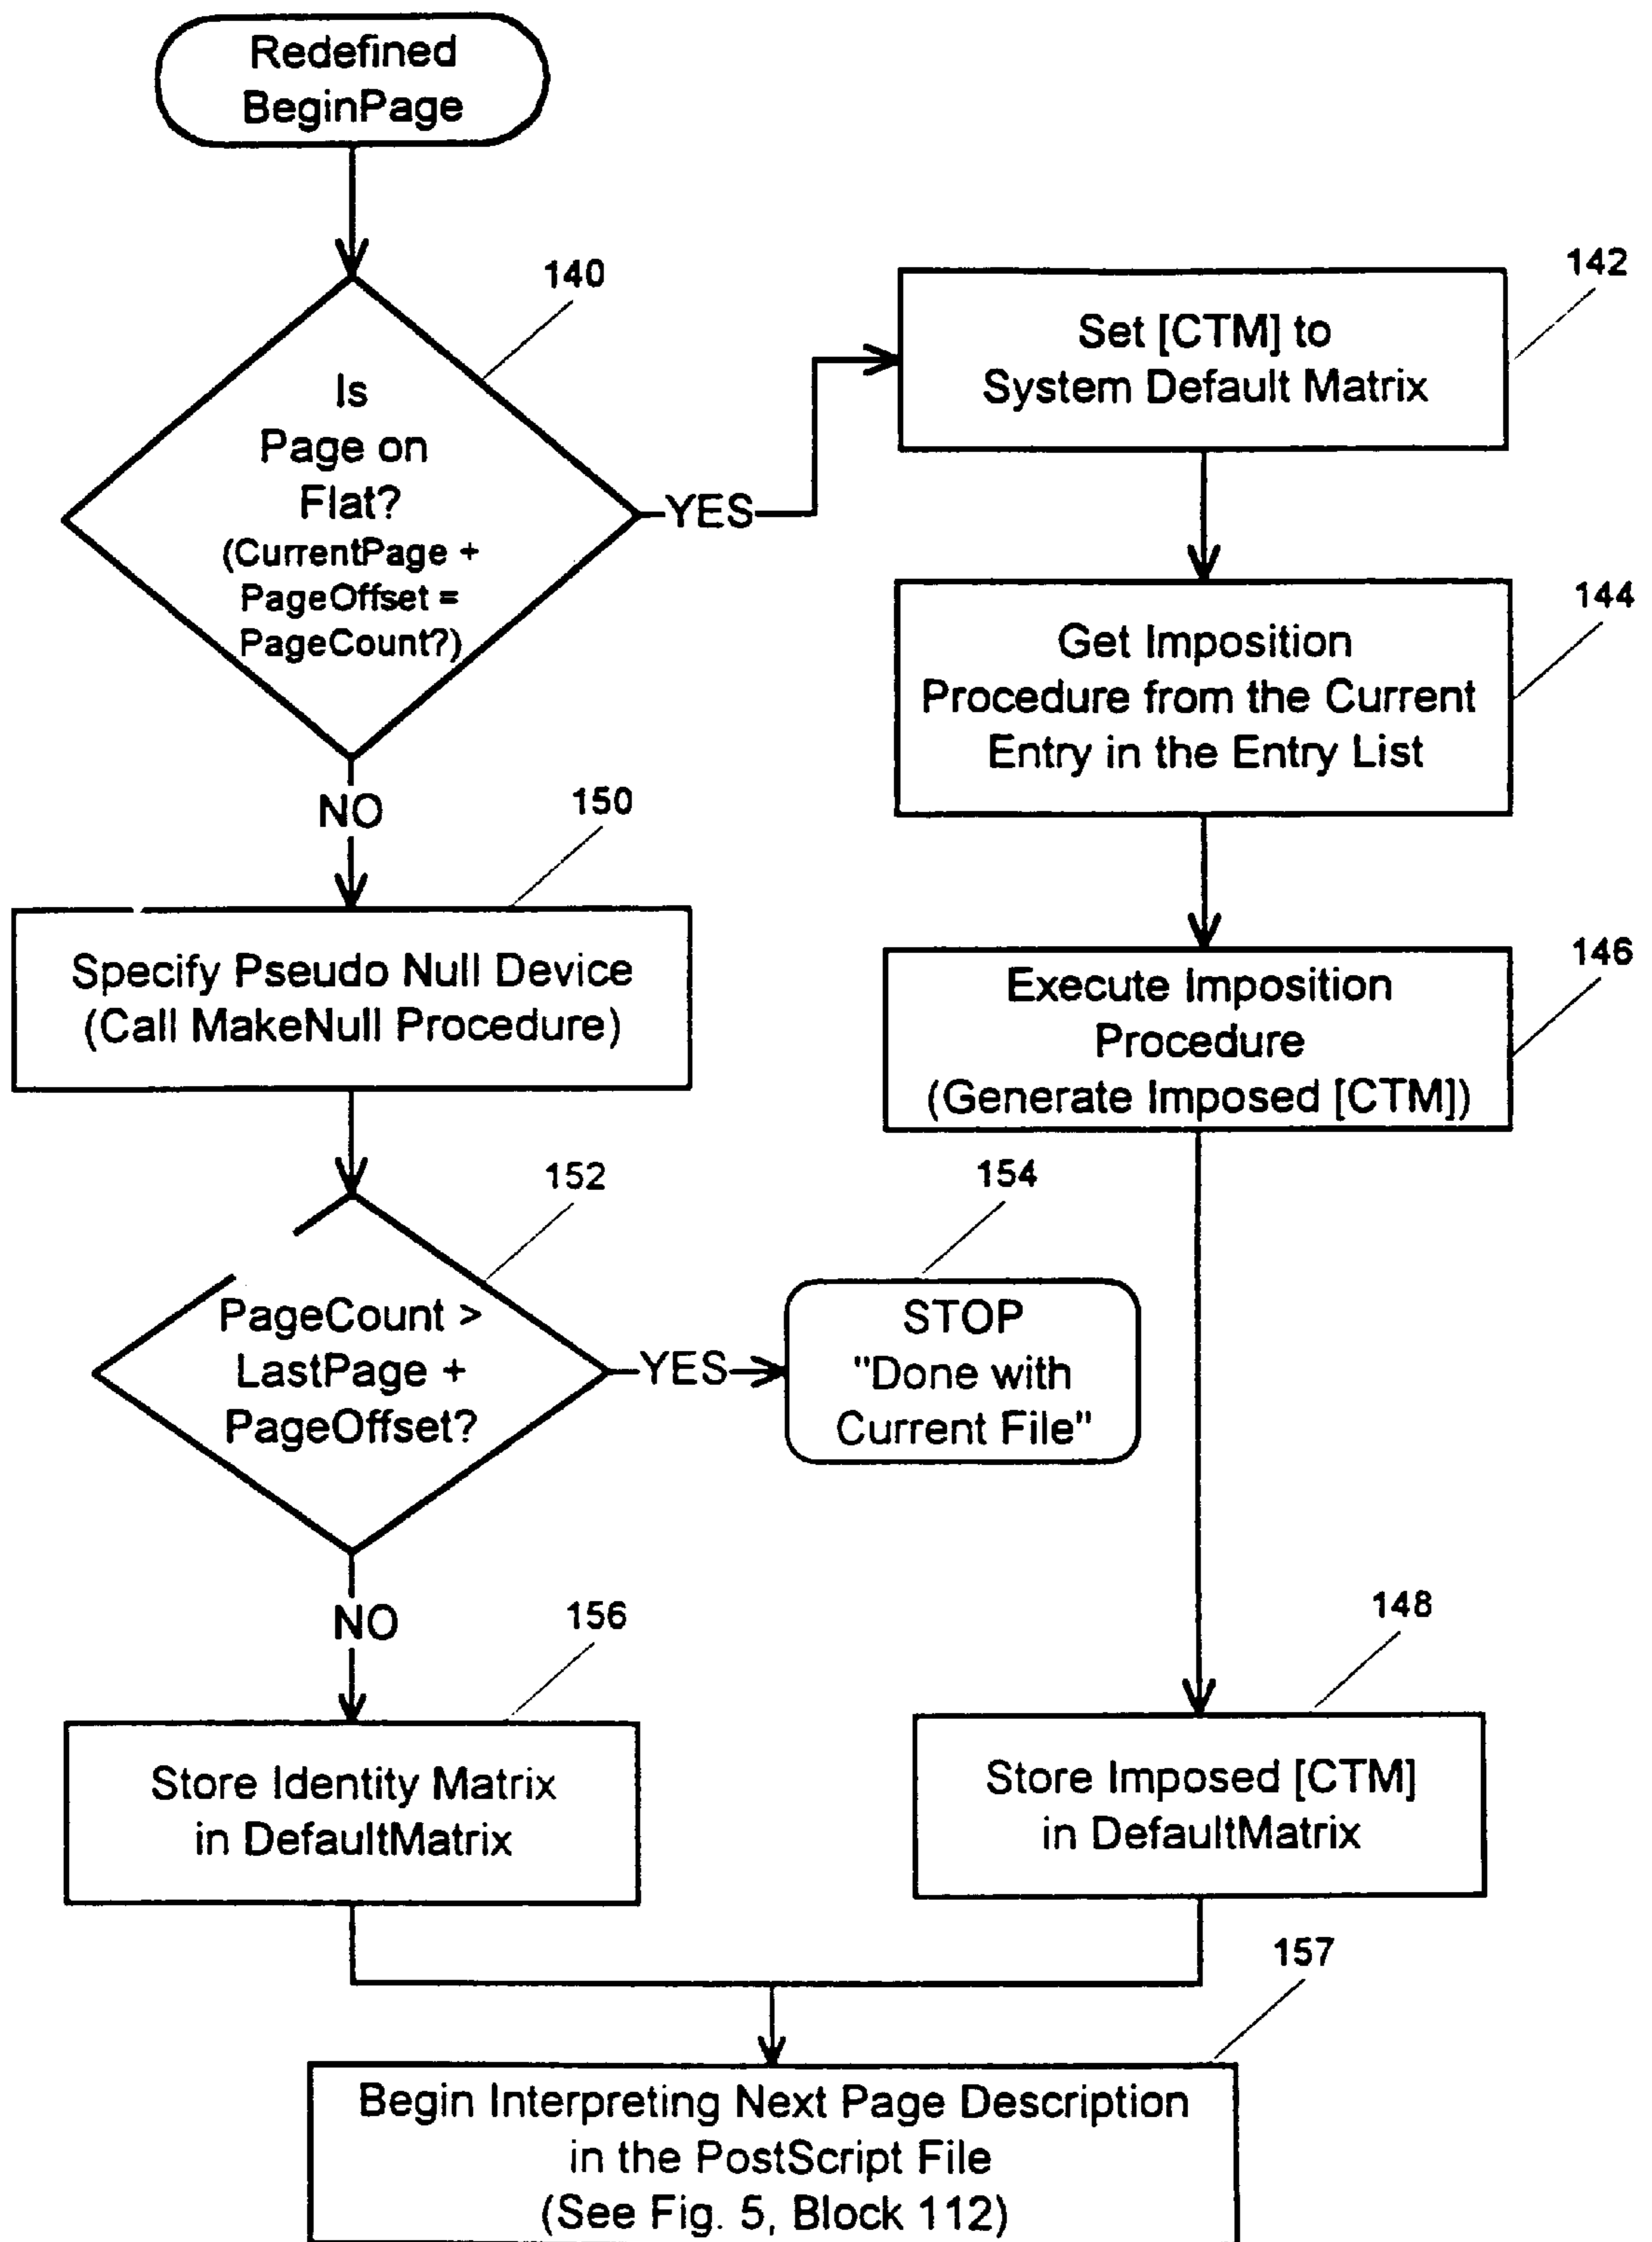 Redefined
BeginPage
140
Is
Page on
Flat?
(CurrentPage +
PageOffset =
PageCount?)
YES
142
Set [CTM] to
System Default Matrix
144
Get Imposition
Procedure from the Current
Entry in the Entry List
146
Execute Imposition
Procedure
(Generate Imposed [CTM])
NO
150
Specify Pseudo Null Device
(Call MakeNull Procedure)
152
PageCount >
LastPage +
PageOffset?
YES
154
STOP
"Done with
Current File"
NO
156
Store Identity Matrix
in DefaultMatrix
148
Store Imposed [CTM]
in DefaultMatrix
157
Begin Interpreting Next Page Description
in the PostScript File
(See Fig. 5, Block 112)